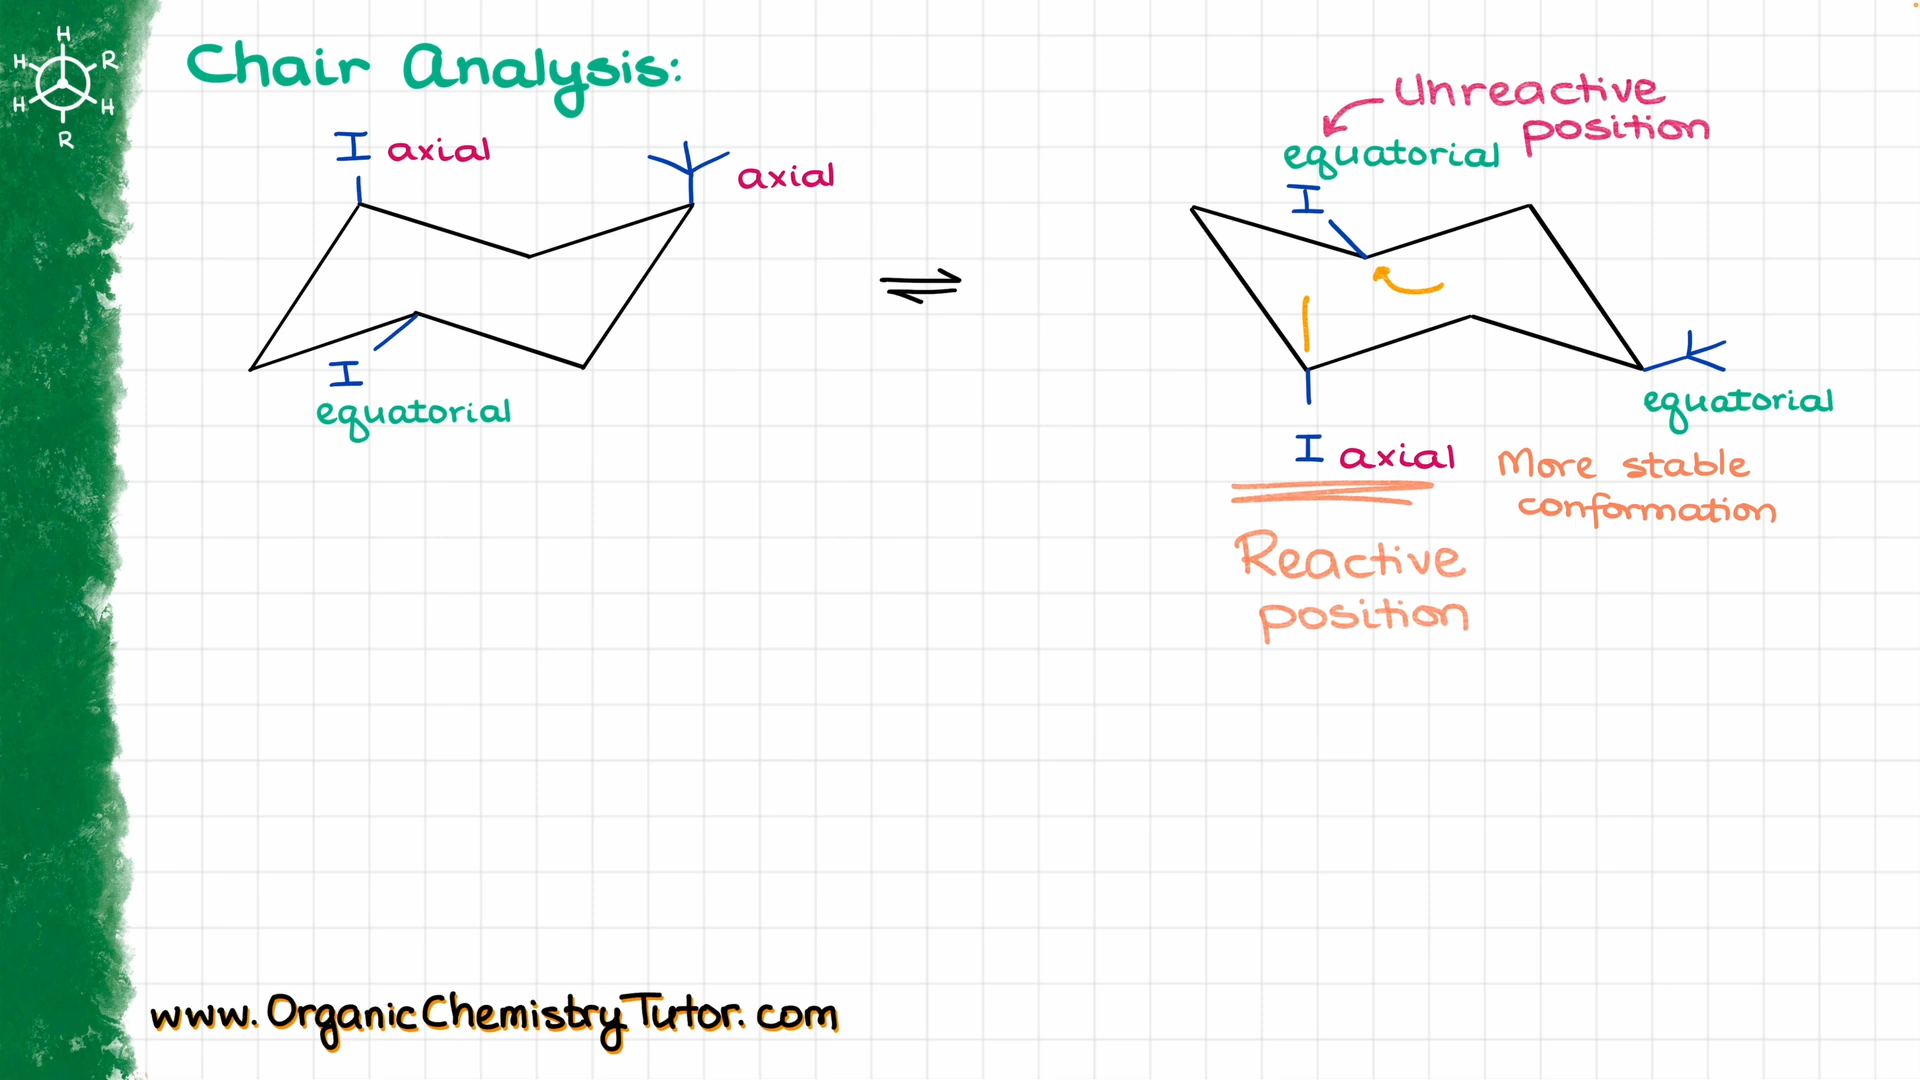 H
H R
H H
R
Chair Analysis:
I axial
axial
I
equatorial
Unreactive
position
equatorial
I
equatorial
I axial
More stable
conformation
Reactive
position
www.OrganicChemistryTutor.com